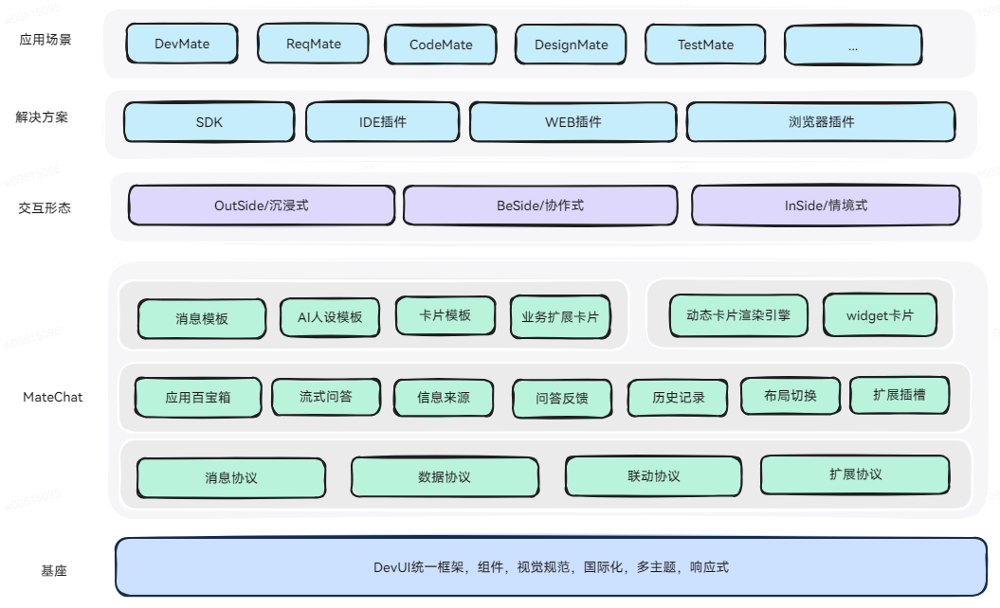 应用场景
DevMate
ReqMate
CodeMate
DesignMate
TestMate
...
解决方案
SDK
IDE插件
WEB插件
浏览器插件
交互形态
OutSide/沉浸式
BeSide/协作式
InSide/情境式
MateChat
消息模板
AI人设模板
卡片模板
业务扩展卡片
动态卡片渲染引擎
widget卡片
应用百宝箱
流式问答
信息来源
问答反馈
历史记录
布局切换
扩展插槽
消息协议
数据协议
联动协议
扩展协议
基座
DevUI统一框架，组件，视觉规范，国际化，多主题，响应式